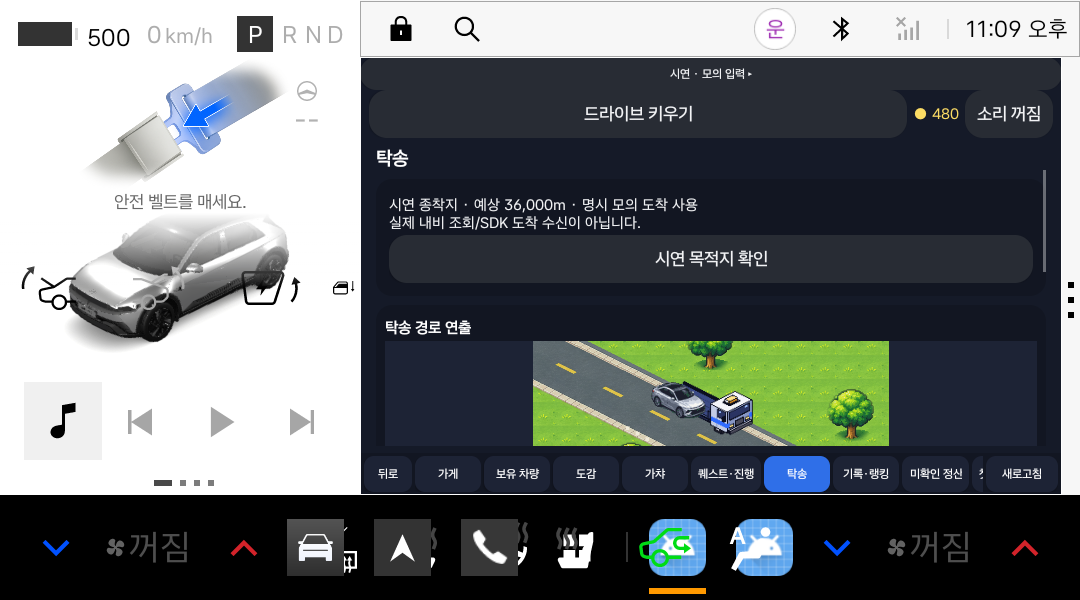 500 0 km/h P R N D
운 11:09 오후
안전 벨트를 매세요.
시연 · 모의 입력 ▸
드라이브 키우기
480
소리 꺼짐
탁송
시연 종착지 · 예상 36,000m · 명시 모의 도착 사용
실제 내비 조회/SDK 도착 수신이 아닙니다.
시연 목적지 확인
탁송 경로 연출
뒤로 가게 보유 차량 도감 가챠 퀘스트·진행 탁송 기록·랭킹 미확인 정산 새로고침
꺼짐 A 꺼짐